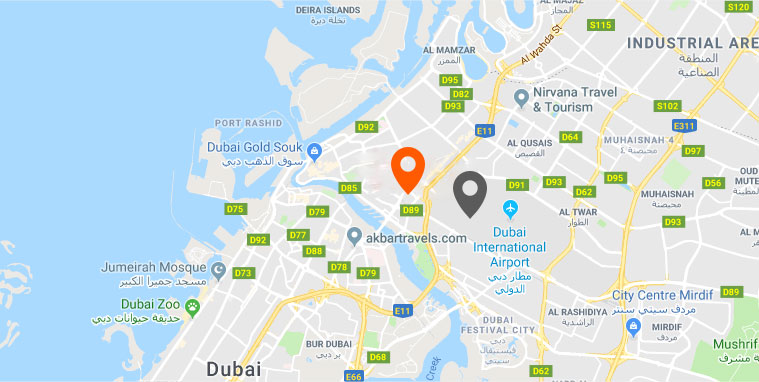 DEIRA ISLANDS
نخلة ديرة
AL MAJAZ
المجاز
S120
S115
AL MAMZAR
الممزر
Al Wahda St
INDUSTRIAL ARE
المنطقة
الصناعية
D95
D82
D93
Nirvana Travel
& Tourism
S102
PORT RASHID
D92
E11
E311
AL QUSAIS
القصيص
D64
MUHAISNAH 4
محيصنة ٤
D97
Dubai Gold Souk
سوق الذهب دبي
D85
D91
D93
D62
D95
MUHAISNAH
محيصنة
D56
OUD
MUTE
D75
D79
D89
AL TWAR
الطوار
D93
D92
D77
D88
akbartravels.com
Dubai
International
Airport
مطار دبي
الدولي
Jumeirah Mosque
مسجد جميرا الكبير
D73
D78
D79
D89
Dubai Zoo
حديقة حيوانات دبي
E11
AL RASHIDIYA
الراشدية
City Centre Mirdif
مردف سيتي سنتر
MIRDIF
مردف
DUBAI
FESTIVAL CITY
فيستيفال
سيتي
BUR DUBAI
بر دبي
D68
Creek
Mushrif
مشرف
Dubai
E66
D62